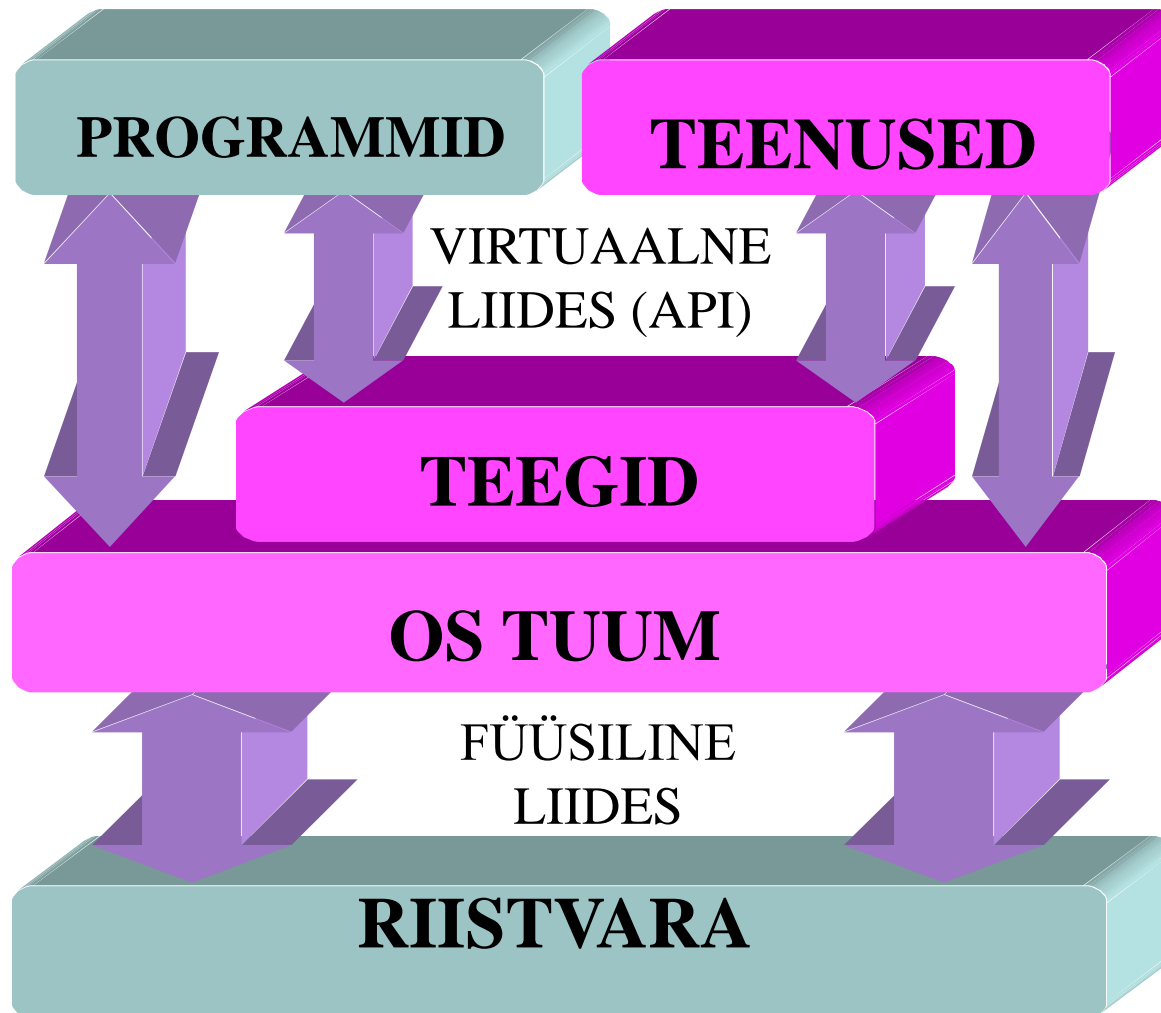 PROGRAMMID
TEENUSED
VIRTUAALNE
LIIDES (API)
TEEGID
OS TUUM
FÜÜSILINE
LIIDES
RIISTVARA